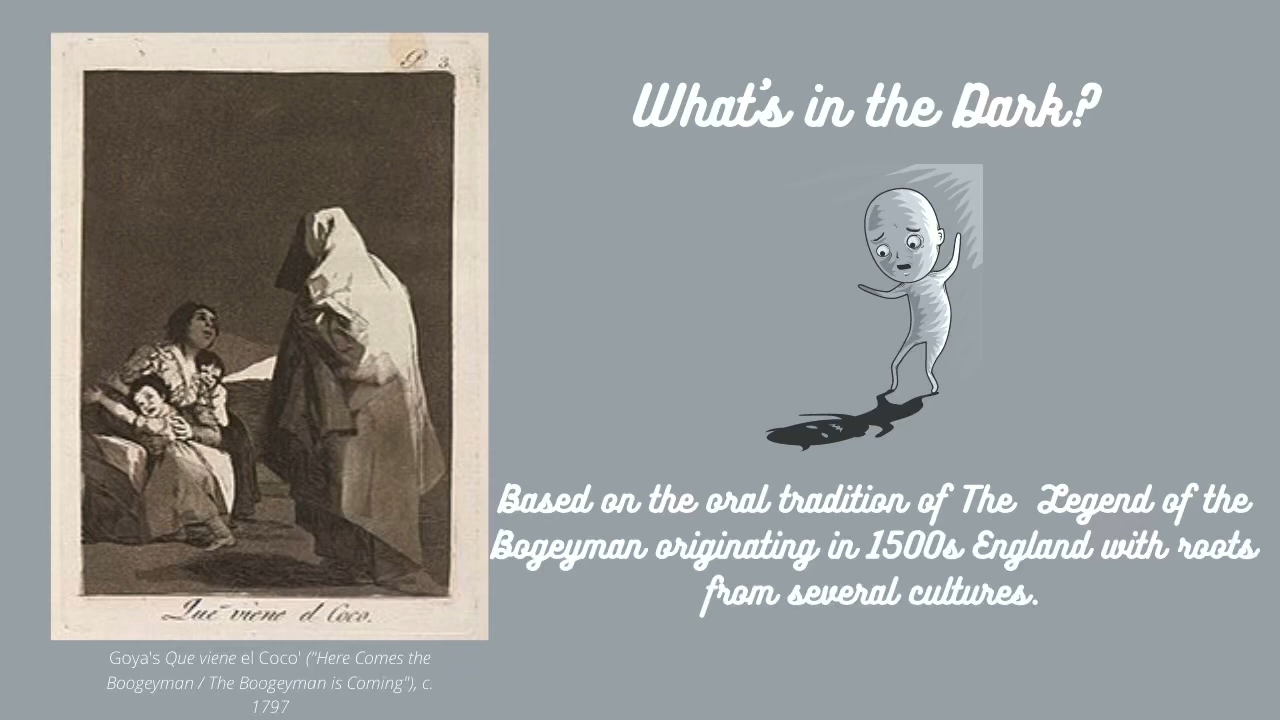 P. 3.
Que viene el Coco.
Goya's Que viene el Coco' ("Here Comes the
Boogeyman / The Boogeyman is Coming"), c.
1797
What's in the Dark?
Based on the oral tradition of The Legend of the
Bogeyman originating in 1500s England with roots
from several cultures.